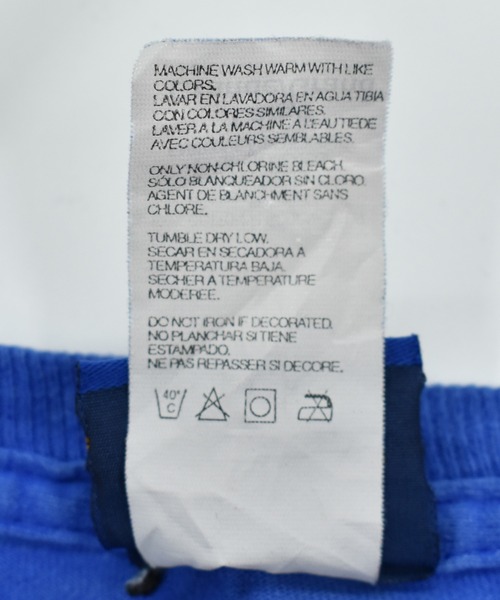 MACHINE WASH WARM WITH LIKE
COLORS.
LAVAR EN LAVADORA EN AGUA TIBIA
CON COLORES SIMILARES.
LAVER A LA MACHINE A L'EAU TIEDE
AVEC COULEURS SEMBLABLES.
ONLY NON-CHLORINE BLEACH.
SÓLO BLANQUEADOR SIN CLORO.
AGENT DE BLANCHMENT SANS
CHLORE.
TUMBLE DRY LOW.
SECAR EN SECADORA A
TEMPERATURA BAJA.
SECHER A TEMPERATURE
MODEREE.
DO NOT IRON IF DECORATED.
NO PLANCHAR SI TIENE
ESTAMPADO.
NE PAS REPASSER SI DECORE.
40°
C